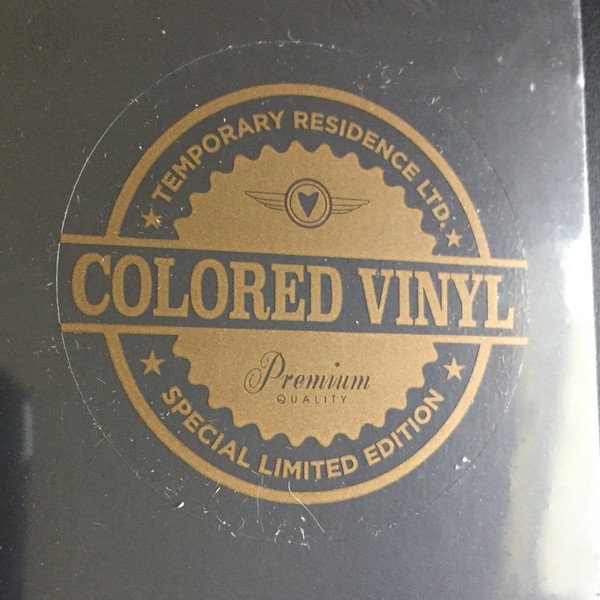 TEMPORARY RESIDENCE LTD.
COLORED VINYL
Premium
QUALITY
SPECIAL LIMITED EDITION